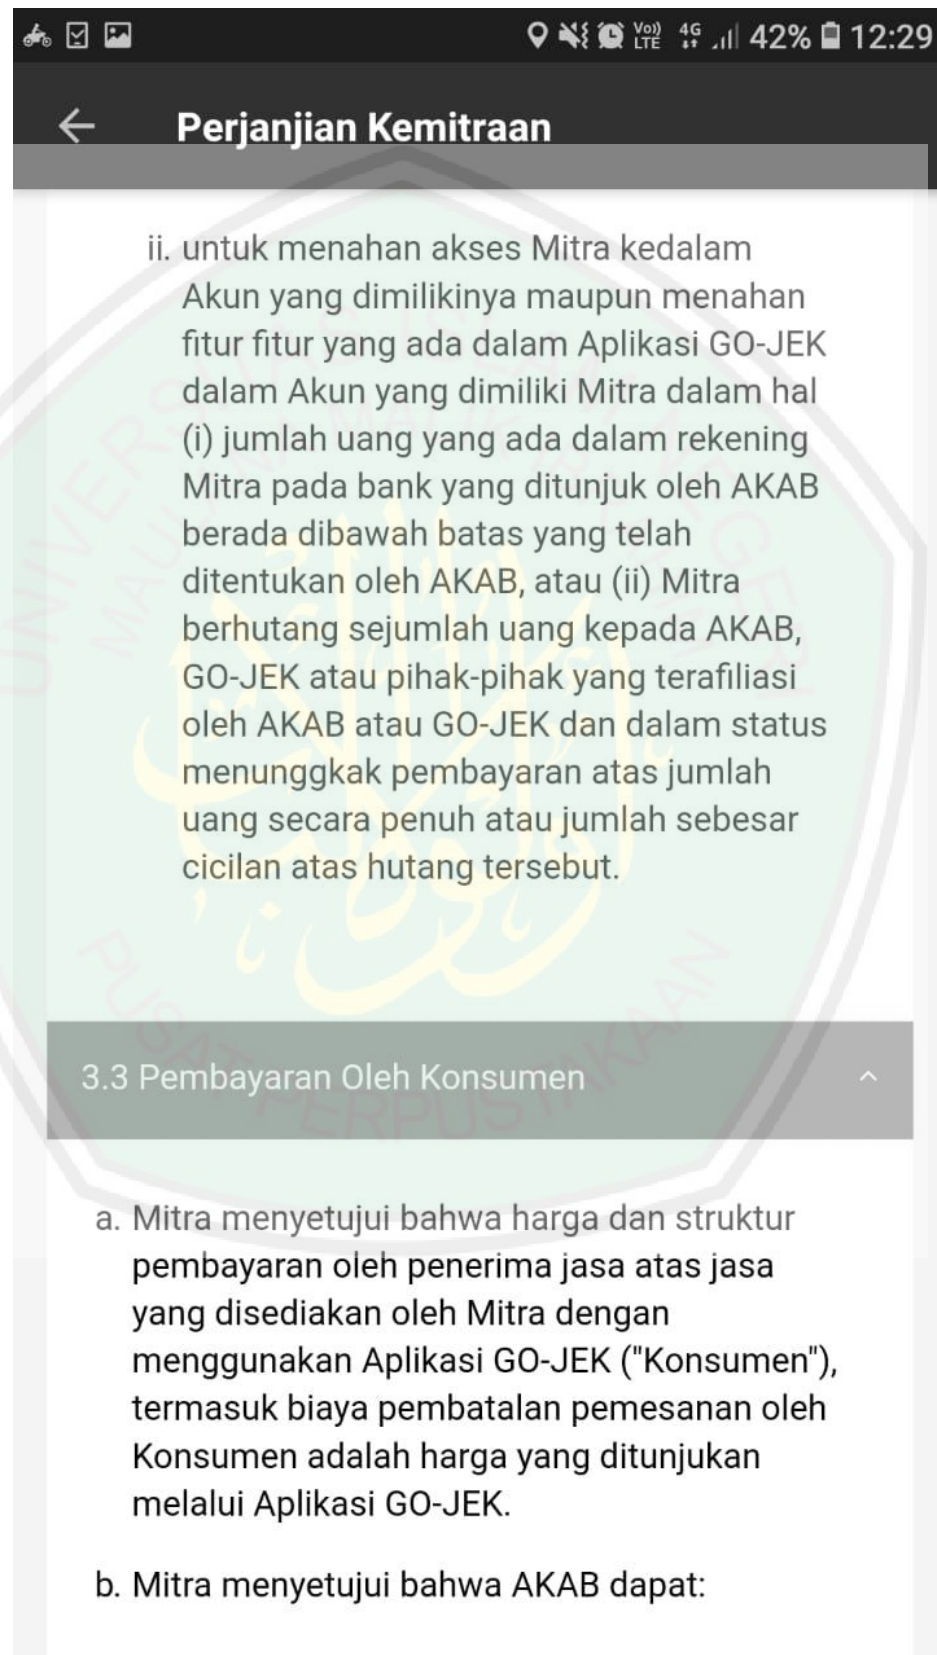 42% 12:29
Perjanjian Kemitraan
ii. untuk menahan akses Mitra kedalam
Akun yang dimilikinya maupun menahan
fitur fitur yang ada dalam Aplikasi GO-JEK
dalam Akun yang dimiliki Mitra dalam hal
(i) jumlah uang yang ada dalam rekening
Mitra pada bank yang ditunjuk oleh AKAB
berada dibawah batas yang telah
ditentukan oleh AKAB, atau (ii) Mitra
berhutang sejumlah uang kepada AKAB,
GO-JEK atau pihak-pihak yang terafiliasi
oleh AKAB atau GO-JEK dan dalam status
menunggkak pembayaran atas jumlah
uang secara penuh atau jumlah sebesar
cicilan atas hutang tersebut.
3.3 Pembayaran Oleh Konsumen
a. Mitra menyetujui bahwa harga dan struktur
pembayaran oleh penerima jasa atas jasa
yang disediakan oleh Mitra dengan
menggunakan Aplikasi GO-JEK ("Konsumen"),
termasuk biaya pembatalan pemesanan oleh
Konsumen adalah harga yang ditunjukan
melalui Aplikasi GO-JEK.
b. Mitra menyetujui bahwa AKAB dapat:
PUSAT PERPUSTAKAAN